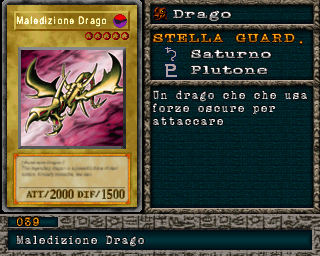 Maledizione Drago
ATT/2000 DIF/1500
Drago
STELLA GUARD.
Saturno
Plutone
Un drago che che usa
forze oscure per
attaccare
039
Maledizione Drago